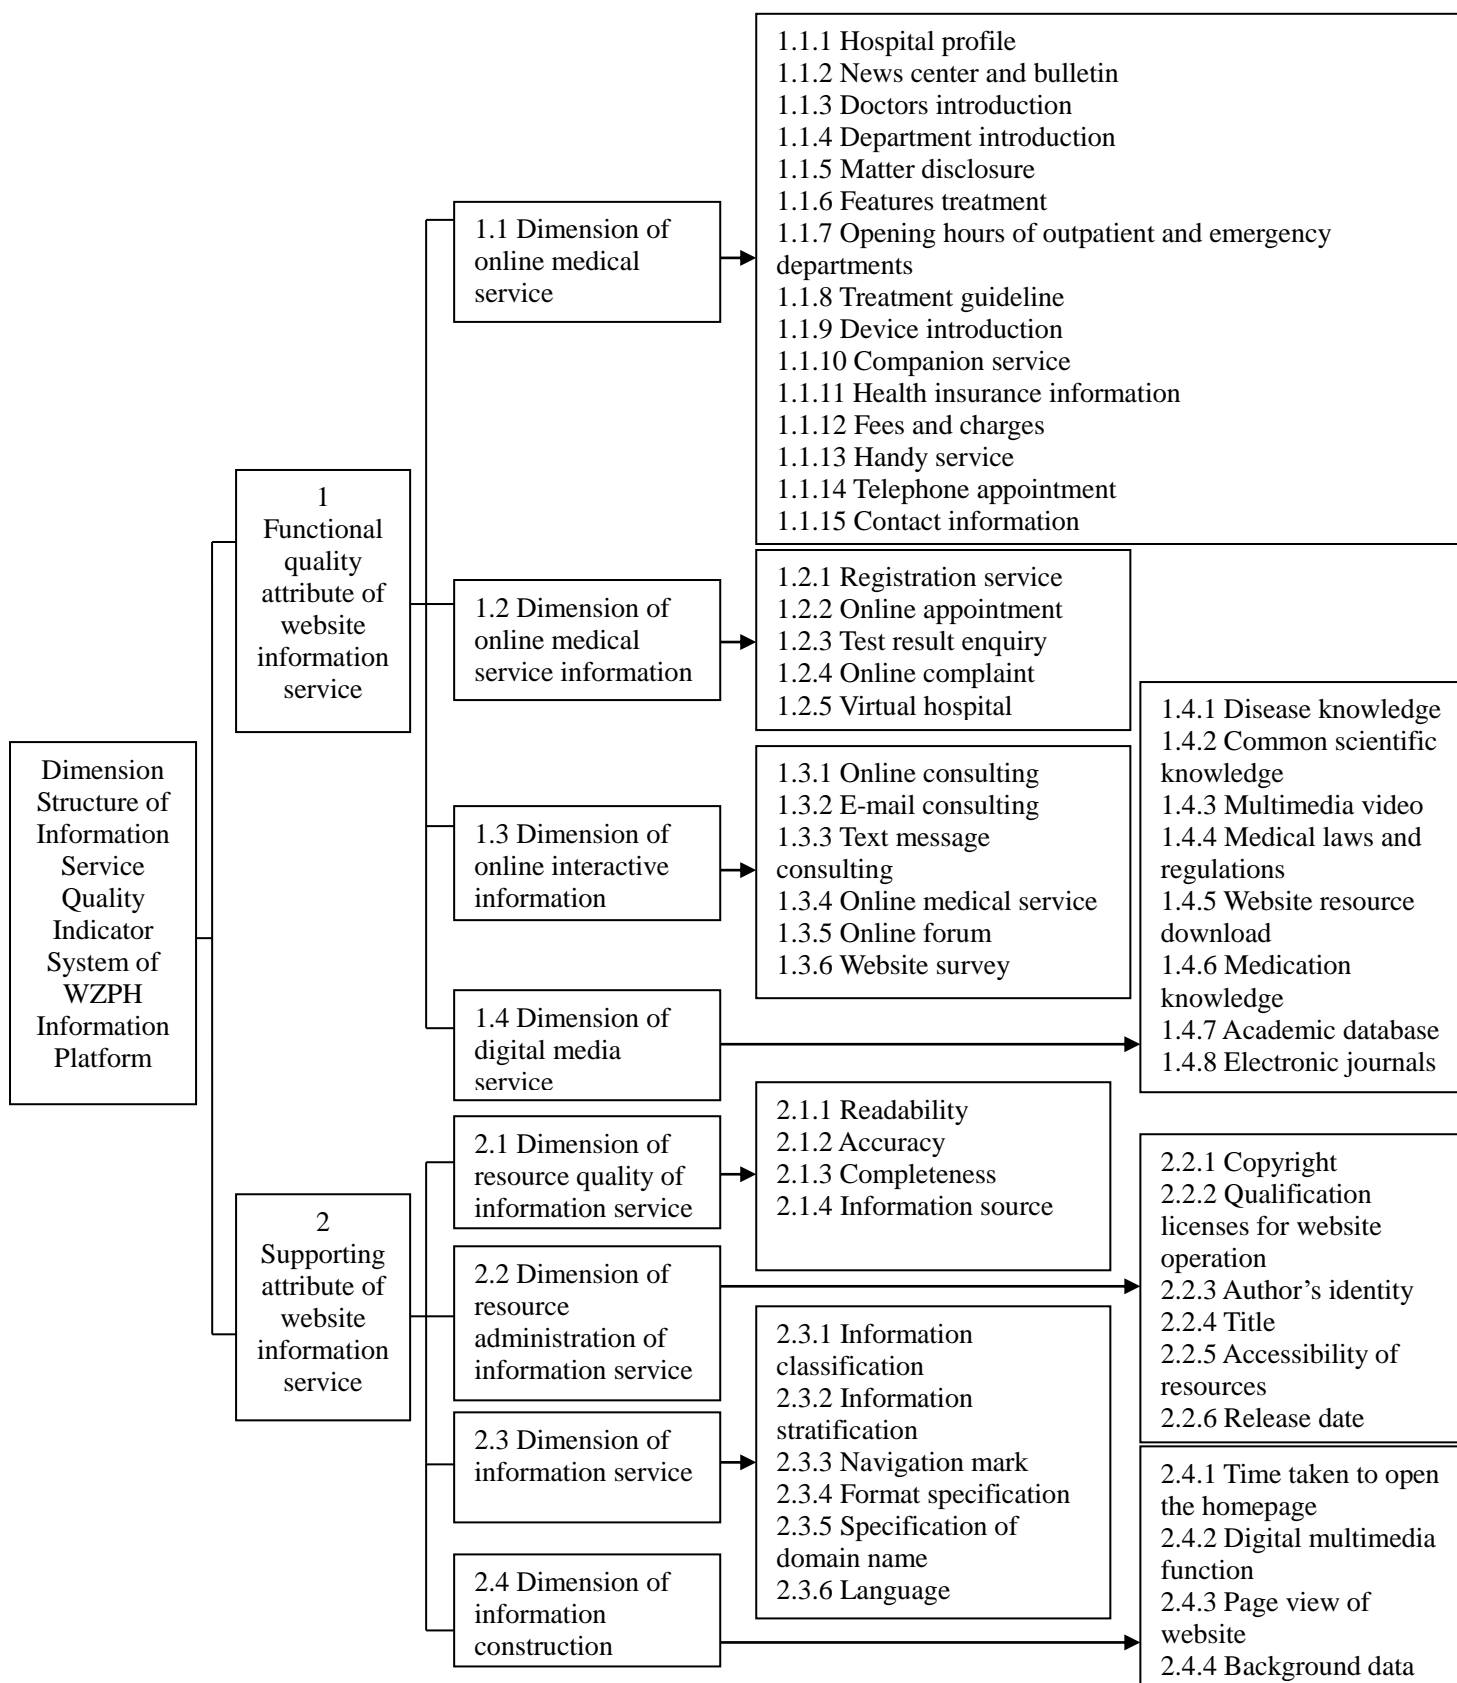 Dimension
Structure of
Information
Service
Quality
Indicator
System of
WZPH
Information
Platform
1
Functional
quality
attribute of
website
information
service
1.1 Dimension of
online medical
service
1.1.1 Hospital profile
1.1.2 News center and bulletin
1.1.3 Doctors introduction
1.1.4 Department introduction
1.1.5 Matter disclosure
1.1.6 Features treatment
1.1.7 Opening hours of outpatient and emergency
departments
1.1.8 Treatment guideline
1.1.9 Device introduction
1.1.10 Companion service
1.1.11 Health insurance information
1.1.12 Fees and charges
1.1.13 Handy service
1.1.14 Telephone appointment
1.1.15 Contact information
1.2 Dimension of
online medical
service information
1.2.1 Registration service
1.2.2 Online appointment
1.2.3 Test result enquiry
1.2.4 Online complaint
1.2.5 Virtual hospital
1.3 Dimension of
online interactive
information
1.3.1 Online consulting
1.3.2 E-mail consulting
1.3.3 Text message
consulting
1.3.4 Online medical service
1.3.5 Online forum
1.3.6 Website survey
1.4 Dimension of
digital media
service
1.4.1 Disease knowledge
1.4.2 Common scientific
knowledge
1.4.3 Multimedia video
1.4.4 Medical laws and
regulations
1.4.5 Website resource
download
1.4.6 Medication
knowledge
1.4.7 Academic database
1.4.8 Electronic journals
2
Supporting
attribute of
website
information
service
2.1 Dimension of
resource quality of
information service
2.1.1 Readability
2.1.2 Accuracy
2.1.3 Completeness
2.1.4 Information source
2.2 Dimension of
resource
administration of
information service
2.2.1 Copyright
2.2.2 Qualification
licenses for website
operation
2.2.3 Author’s identity
2.2.4 Title
2.2.5 Accessibility of
resources
2.2.6 Release date
2.3 Dimension of
information service
2.3.1 Information
classification
2.3.2 Information
stratification
2.3.3 Navigation mark
2.3.4 Format specification
2.3.5 Specification of
domain name
2.3.6 Language
2.4 Dimension of
information
construction
2.4.1 Time taken to open
the homepage
2.4.2 Digital multimedia
function
2.4.3 Page view of
website
2.4.4 Background data